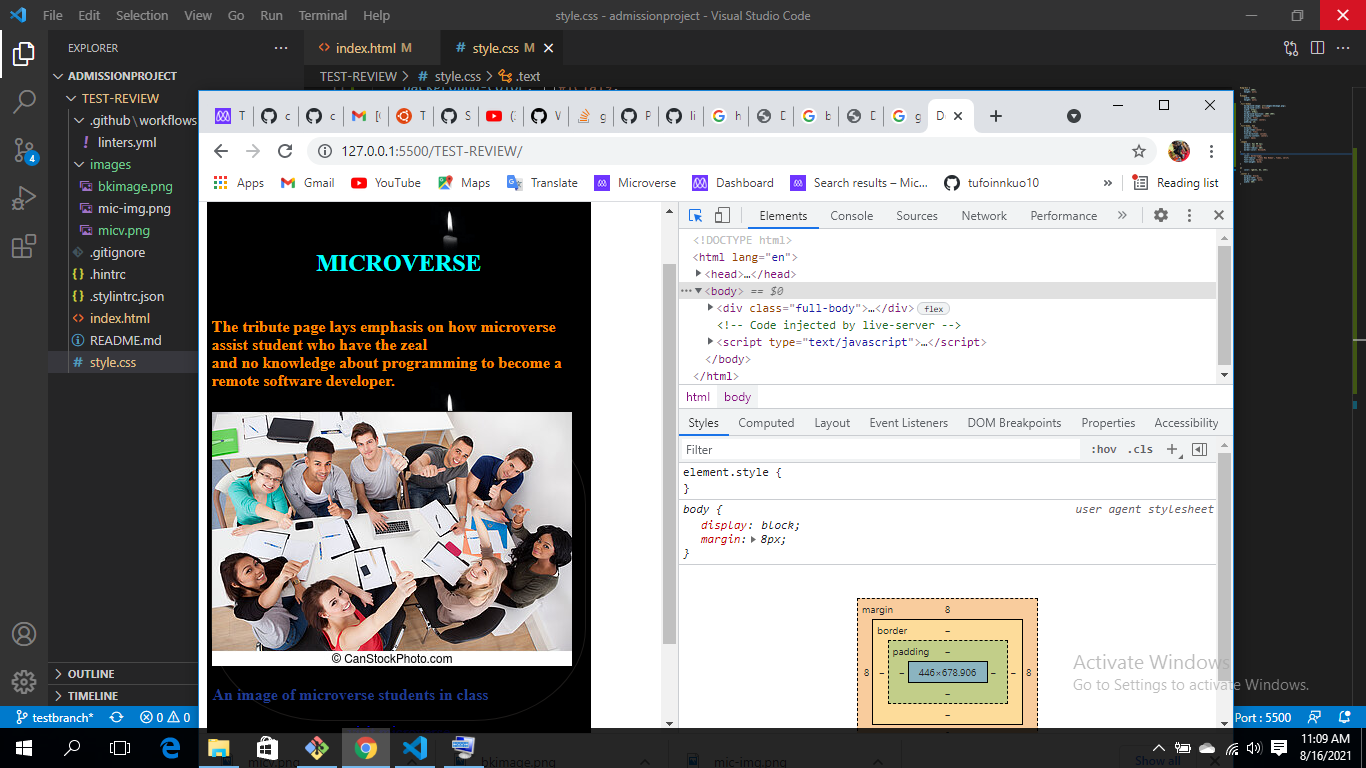 File Edit Selection View Go Run Terminal Help style.css - admissionproject - Visual Studio Code
EXPLORER
index.html M
style.css M
ADMISSIONPROJECT
TEST-REVIEW > style.css > .text
TEST-REVIEW
.github\workflows
linters.yml
images
bkimage.png
mic-img.png
micv.png
.gitignore
.hintrc
.stylintrc.json
index.html
README.md
style.css
OUTLINE
TIMELINE
127.0.0.1:5500/TEST-REVIEW/
Apps Gmail YouTube Maps Translate Microverse Dashboard Search results – Mic... tufoinnkuo10 » Reading list
MICROVERSE
The tribute page lays emphasis on how microverse
assist student who have the zeal
and no knowledge about programming to become a
remote software developer.
© CanStockPhoto.com
An image of microverse students in class
Elements Console Sources Network Performance »
<!DOCTYPE html>
<html lang="en">
<head>…</head>
<body> == $0
<div class="full-body">…</div> flex
<!-- Code injected by live-server -->
<script type="text/javascript">…</script>
</body>
</html>
html body
Styles Computed Layout Event Listeners DOM Breakpoints Properties Accessibility
Filter :hov .cls +
element.style {
}
body { user agent stylesheet
display: block;
margin: 8px;
}
margin 8
border –
padding –
8 – – 446×678.906 – – 8
–
–
Activate Windows
Go to Settings to activate Windows.
testbranch* 0 0 Port : 5500
micv.png bkimage.png mic-img.png Show all
11:09 AM
8/16/2021